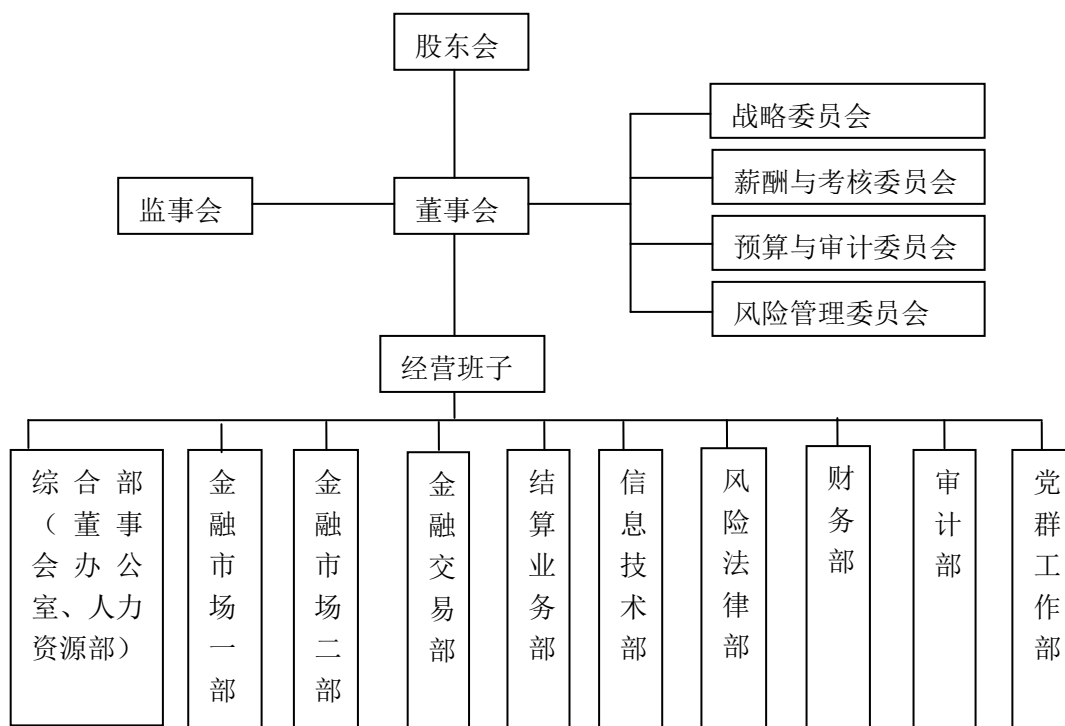 股东会
战略委员会
薪酬与考核委员会
监事会
董事会
预算与审计委员会
风险管理委员会
经营班子
综合部
（董事
会办公
室、人力
资源部）
金融市场一部
金融市场二部
金融交易部
结算业务部
信息技术部
风险法律部
财务部
审计部
党群工作部